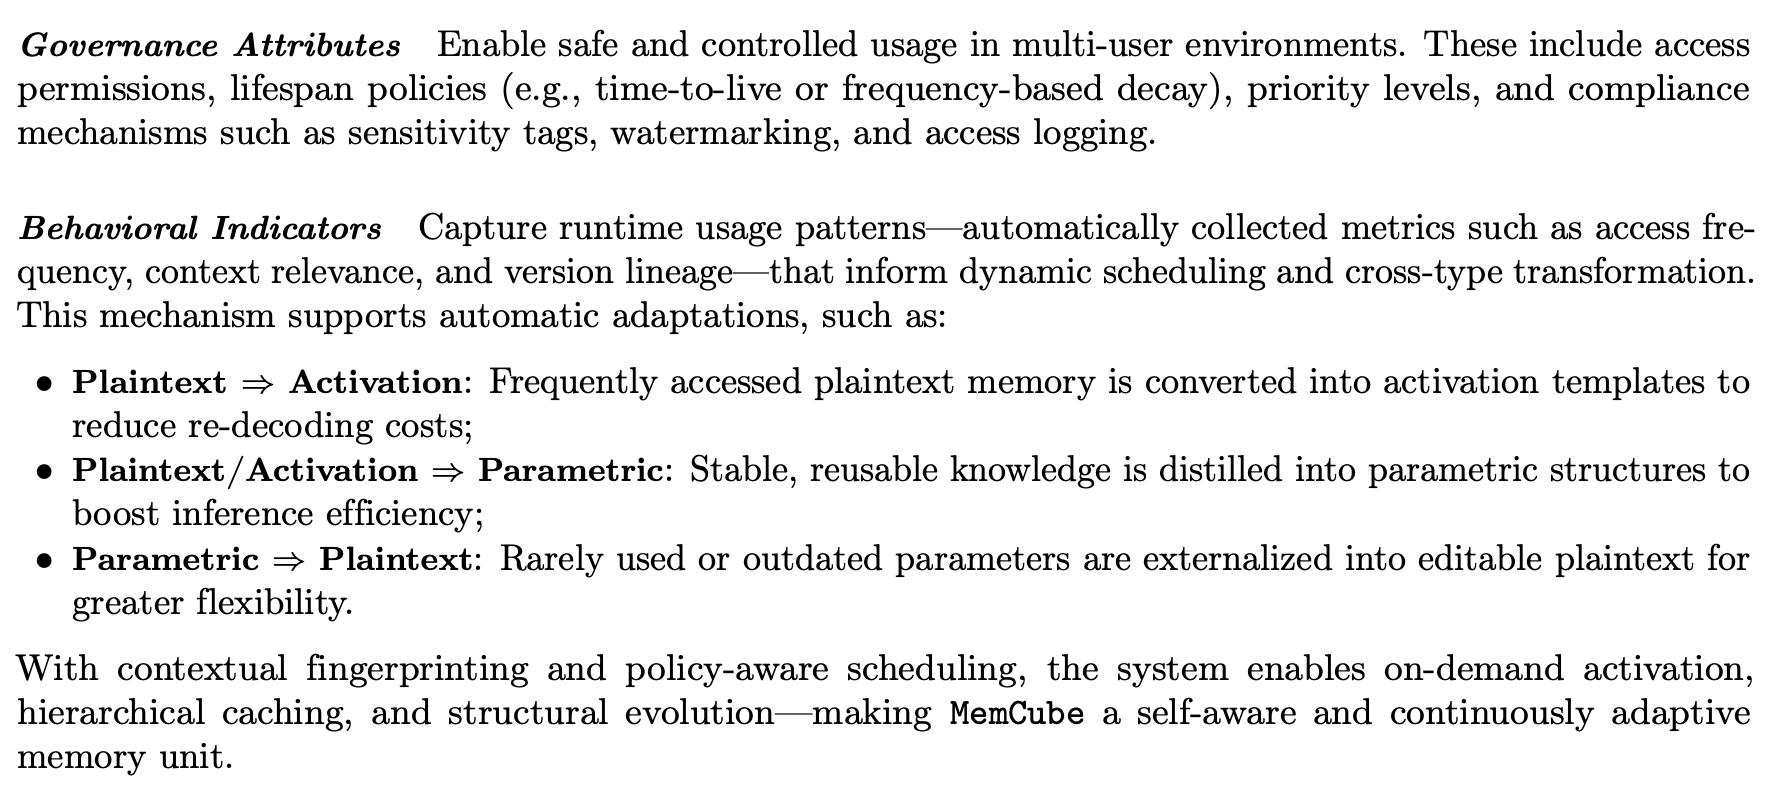 Governance Attributes Enable safe and controlled usage in multi-user environments. These include access
permissions, lifespan policies (e.g., time-to-live or frequency-based decay), priority levels, and compliance
mechanisms such as sensitivity tags, watermarking, and access logging.
Behavioral Indicators Capture runtime usage patterns—automatically collected metrics such as access fre-
quency, context relevance, and version lineage—that inform dynamic scheduling and cross-type transformation.
This mechanism supports automatic adaptations, such as:
• Plaintext ⇒ Activation: Frequently accessed plaintext memory is converted into activation templates to
reduce re-decoding costs;
• Plaintext/Activation ⇒ Parametric: Stable, reusable knowledge is distilled into parametric structures to
boost inference efficiency;
• Parametric ⇒ Plaintext: Rarely used or outdated parameters are externalized into editable plaintext for
greater flexibility.
With contextual fingerprinting and policy-aware scheduling, the system enables on-demand activation,
hierarchical caching, and structural evolution—making MemCube a self-aware and continuously adaptive
memory unit.